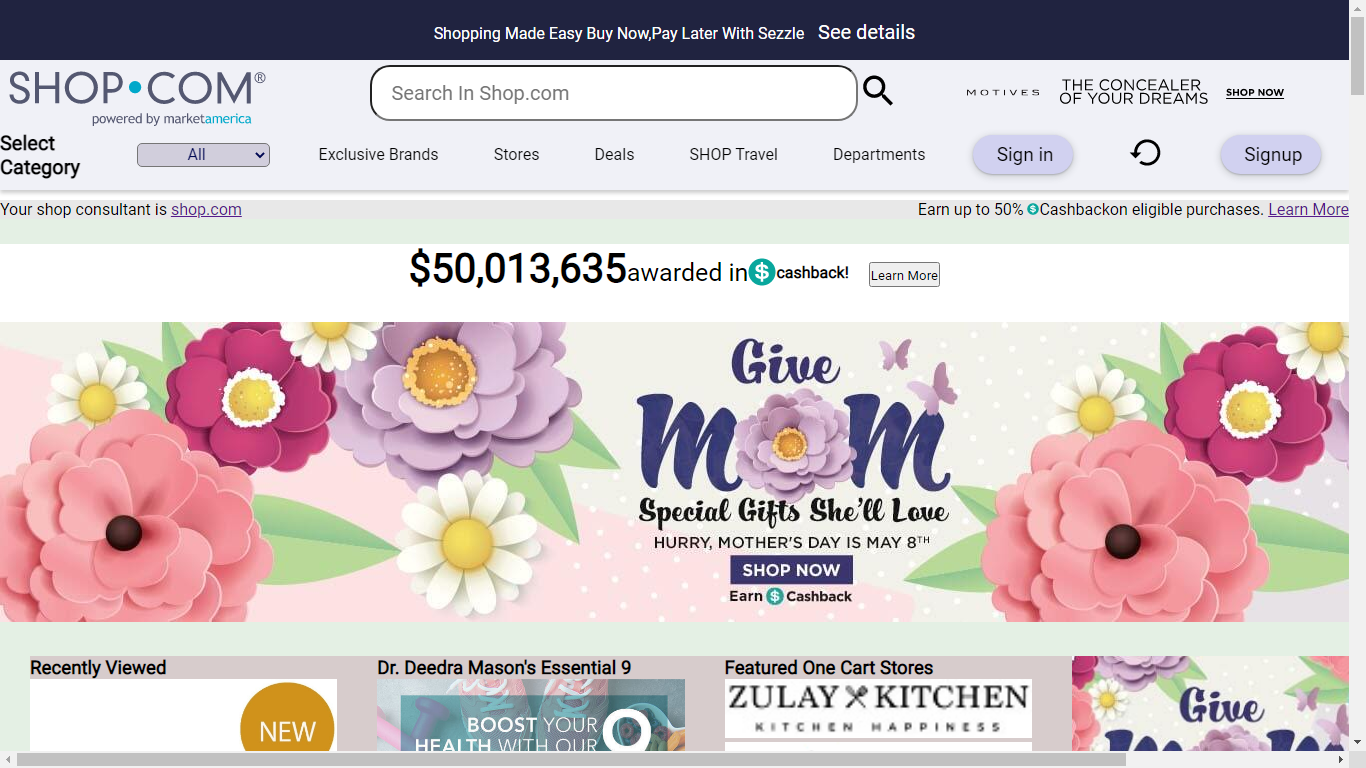 Shopping Made Easy Buy Now,Pay Later With Sezzle See details
SHOP•COM®
powered by marketamerica
Search In Shop.com
MOTIVES
THE CONCEALER
OF YOUR DREAMS
SHOP NOW
Select
Category
All
Exclusive Brands
Stores
Deals
SHOP Travel
Departments
Sign in
Signup
Your shop consultant is shop.com
Earn up to 50% $Cashbackon eligible purchases. Learn More
$50,013,635awarded in$cashback!
Learn More
Give
MOM
Special Gifts She'll Love
HURRY, MOTHER'S DAY IS MAY 8TH
SHOP NOW
Earn $ Cashback
Recently Viewed
NEW
Dr. Deedra Mason's Essential 9
BOOST YOUR
HEALTH WITH OUR
Featured One Cart Stores
ZULAY KITCHEN
KITCHEN HAPPINESS
Give